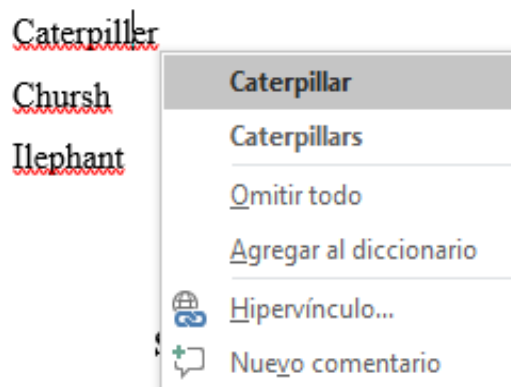 Caterpiller
Chursh
Ilephant
Caterpillar
Caterpillars
Omitir todo
Agregar al diccionario
Hipervínculo...
Nuevo comentario